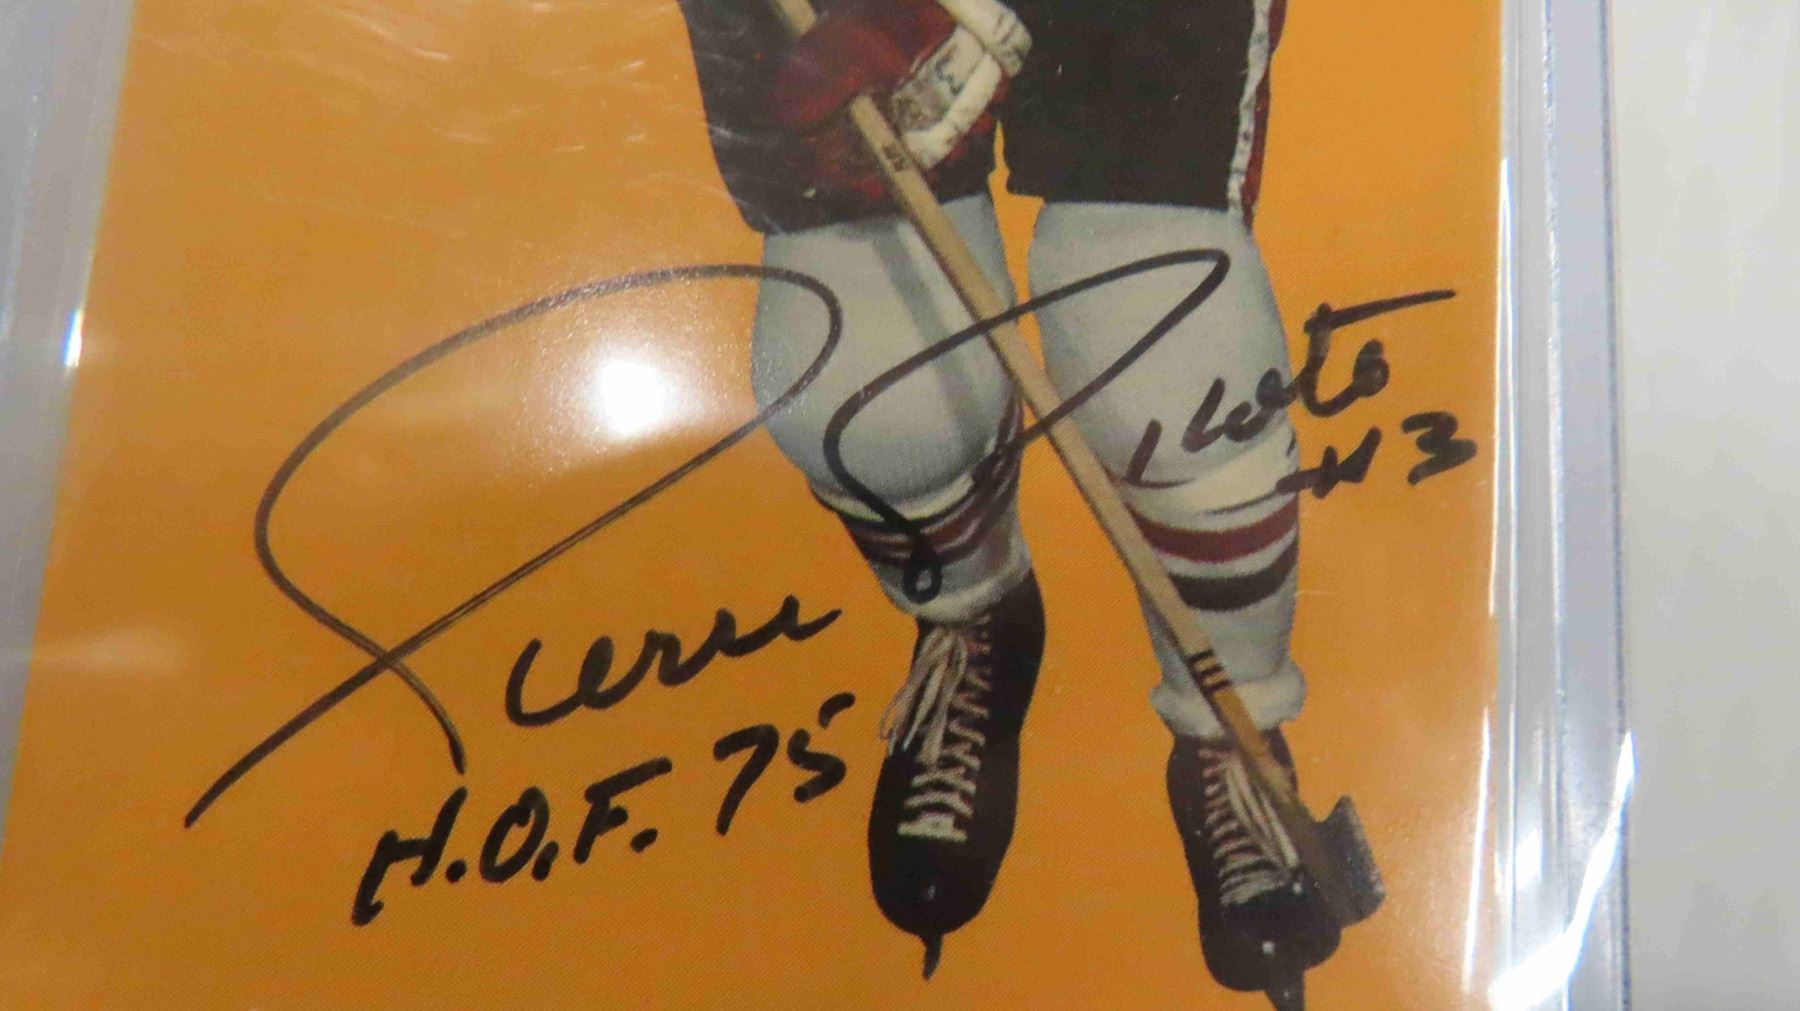 Pierre Pilote
#3
H.O.F. 75